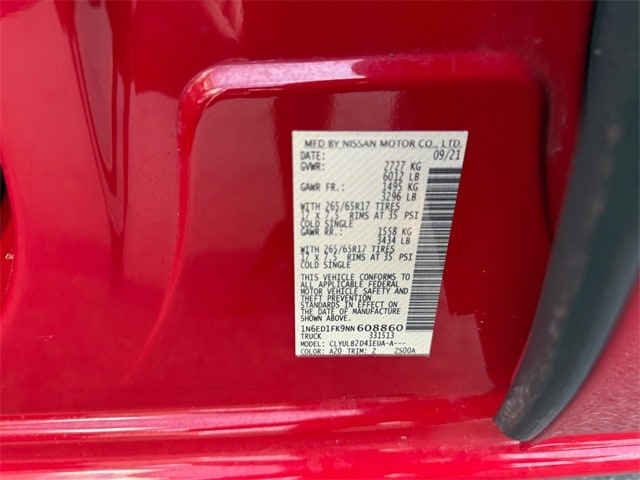 MFD BY NISSAN MOTOR CO., LTD.
DATE: 09/21
GVWR: 2727 KG
6012 LB
GAWR FR.: 1495 KG
3296 LB
WITH 265/65R17 TIRES
17 X 7.5 RIMS AT 35 PSI
COLD SINGLE
GAWR RR.: 1558 KG
3434 LB
WITH 265/65R17 TIRES
17 X 7.5 RIMS AT 35 PSI
COLD SINGLE
THIS VEHICLE CONFORMS TO
ALL APPLICABLE FEDERAL
MOTOR VEHICLE SAFETY AND
THEFT PREVENTION
STANDARDS IN EFFECT ON
THE DATE OF MANUFACTURE
SHOWN ABOVE.
1N6ED1FK9NN608860
TRUCK 331513
MODEL: CLYULB2D41EUA-A---
COLOR: A20 TRIM: Z ZS00A